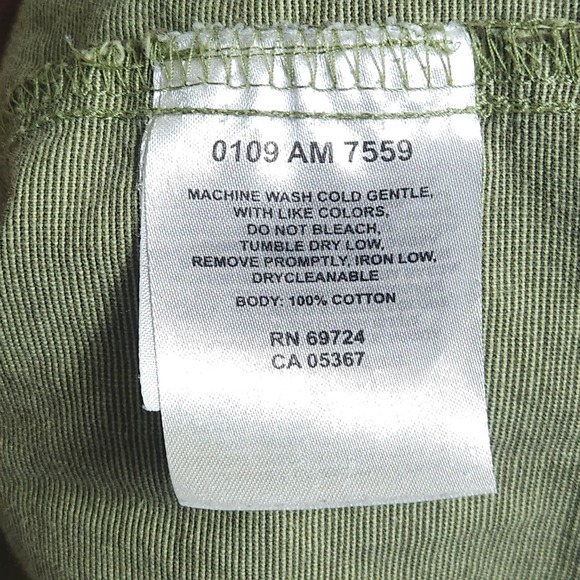 0109 AM 7559
MACHINE WASH COLD GENTLE,
WITH LIKE COLORS,
DO NOT BLEACH,
TUMBLE DRY LOW,
REMOVE PROMPTLY, IRON LOW,
DRYCLEANABLE
BODY: 100% COTTON
RN 69724
CA 05367